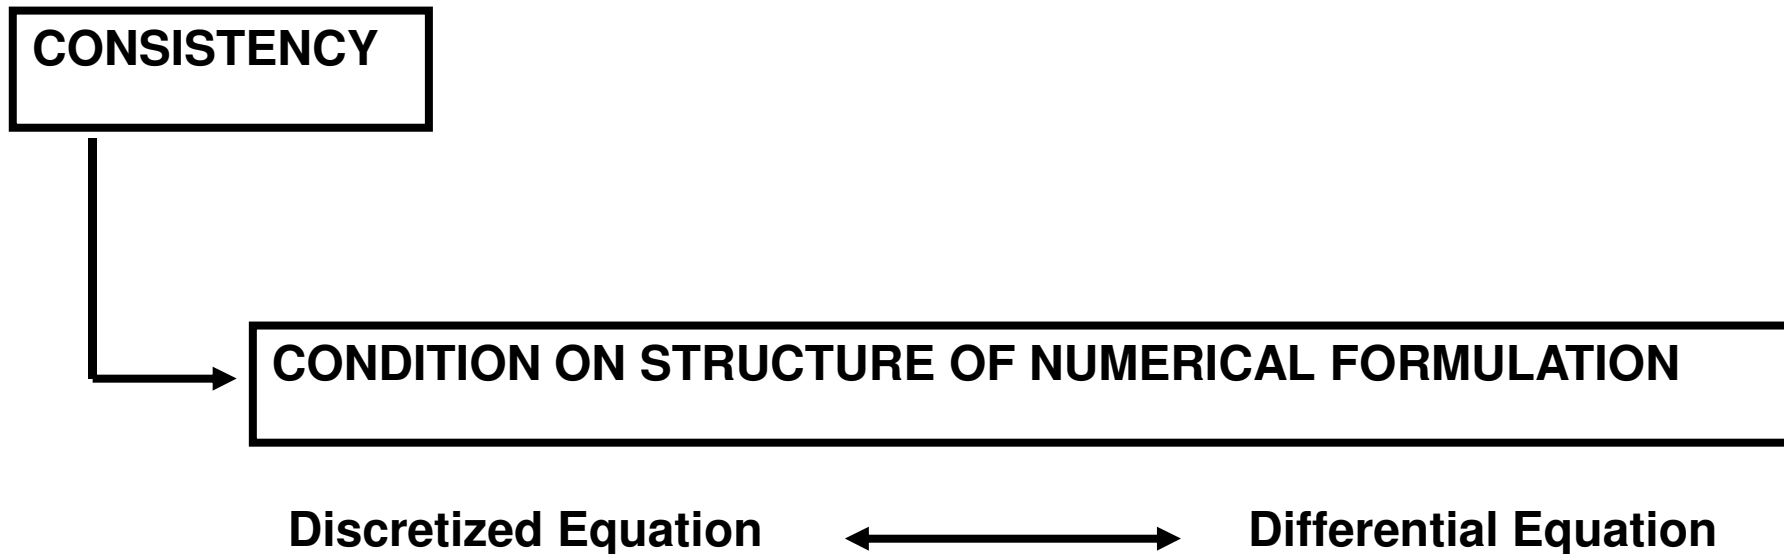 CONSISTENCY
CONDITION ON STRUCTURE OF NUMERICAL FORMULATION
Discretized Equation Differential Equation